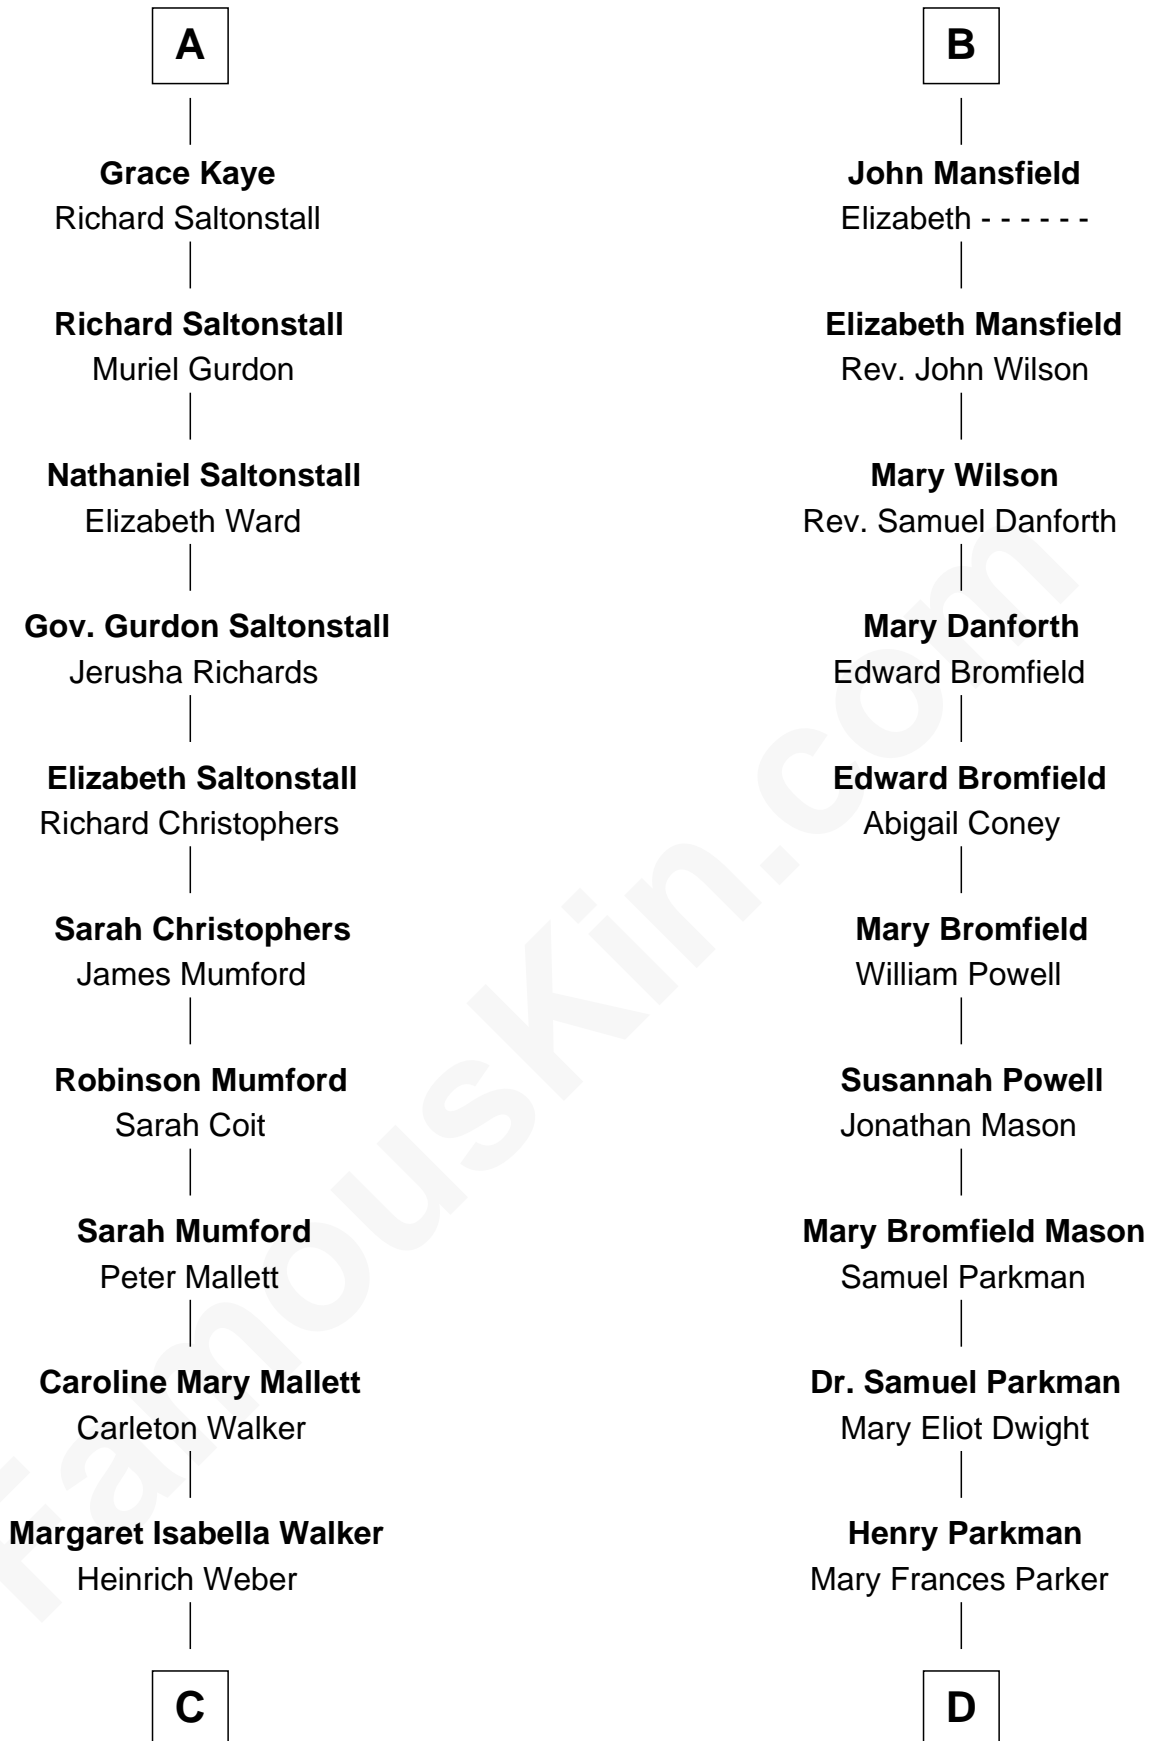 A
Grace Kaye
Richard Saltonstall
Richard Saltonstall
Muriel Gurdon
Nathaniel Saltonstall
Elizabeth Ward
Gov. Gurdon Saltonstall
Jerusha Richards
Elizabeth Saltonstall
Richard Christophers
Sarah Christophers
James Mumford
Robinson Mumford
Sarah Coit
Sarah Mumford
Peter Mallett
Caroline Mary Mallett
Carleton Walker
Margaret Isabella Walker
Heinrich Weber
C
B
John Mansfield
Elizabeth - - - - - -
Elizabeth Mansfield
Rev. John Wilson
Mary Wilson
Rev. Samuel Danforth
Mary Danforth
Edward Bromfield
Edward Bromfield
Abigail Coney
Mary Bromfield
William Powell
Susannah Powell
Jonathan Mason
Mary Bromfield Mason
Samuel Parkman
Dr. Samuel Parkman
Mary Eliot Dwight
Henry Parkman
Mary Frances Parker
D
FamousKin.com